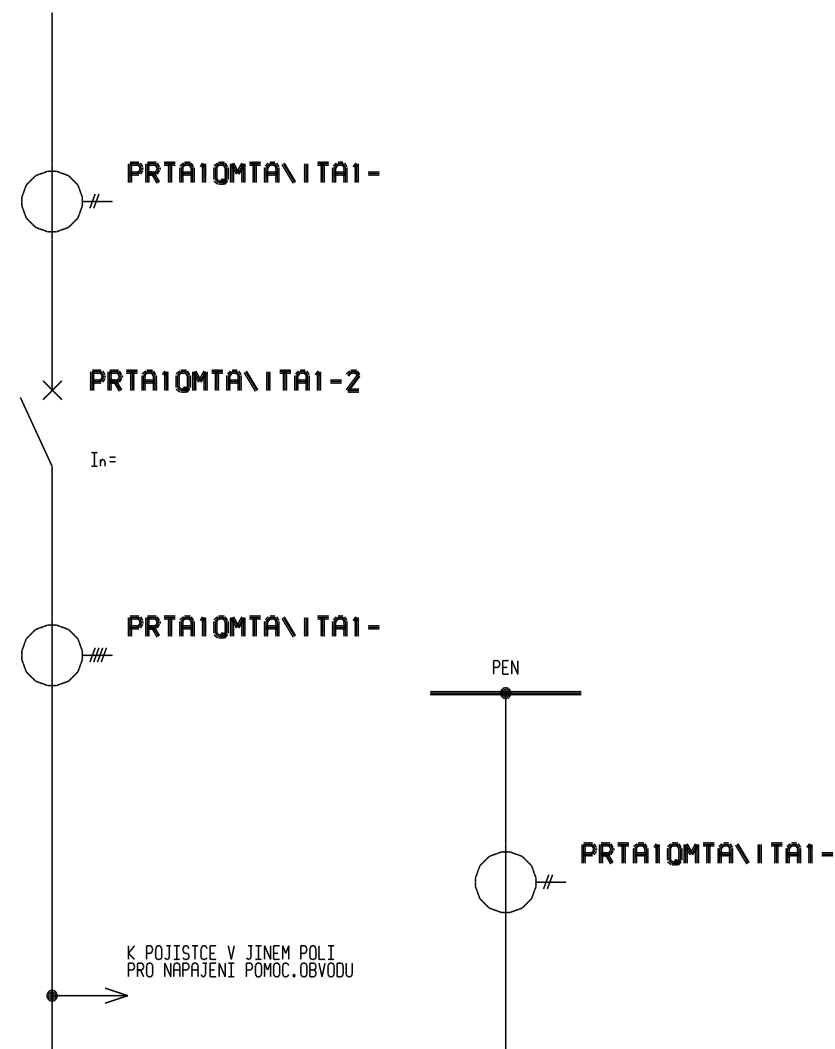 PRTA1QMTA\ITA1-
PRTA1QMTA\ITA1-2
In=
PRTA1QMTA\ITA1-
PEN
PRTA1QMTA\ITA1-
K POJISTCE V JINEM POLI
PRO NAPAJENI POMOC.OBVODU